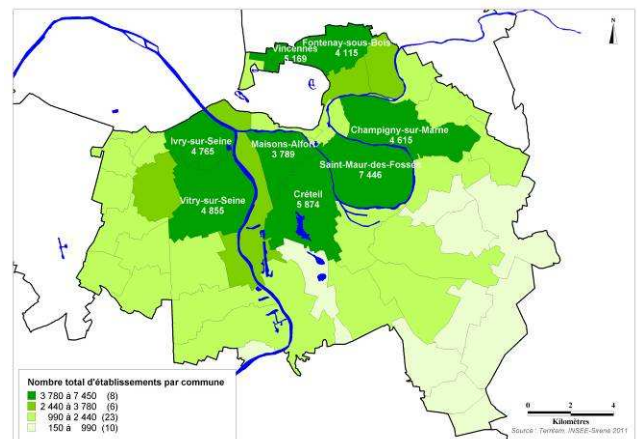 N
Fontenay-sous-Bois
4 115
Vincennes
5 169
Champigny-sur-Marne
4 615
Ivry-sur-Seine
4 765
Maisons-Alfort
3 789
Saint-Maur-des-Fossés
7 446
Vitry-sur-Seine
4 855
Créteil
5 874
Nombre total d'établissements par commune
3 780 à 7 450 (8)
2 440 à 3 780 (6)
990 à 2 440 (23)
150 à 990 (10)
0 2 4
Kilomètres
Source : Territem, INSEE-Sirene 2011